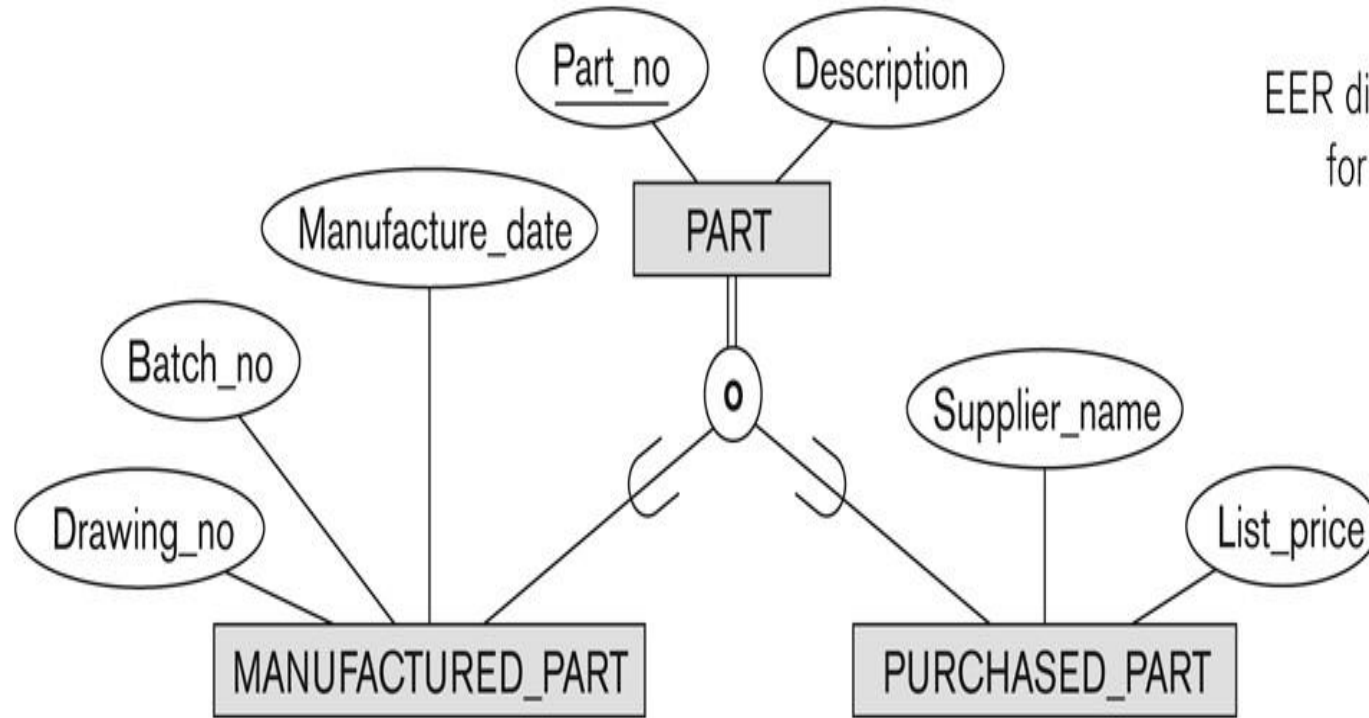 Part_no
Description
EER di
for
PART
Manufacture_date
Batch_no
o
Supplier_name
Drawing_no
List_price
MANUFACTURED_PART
PURCHASED_PART